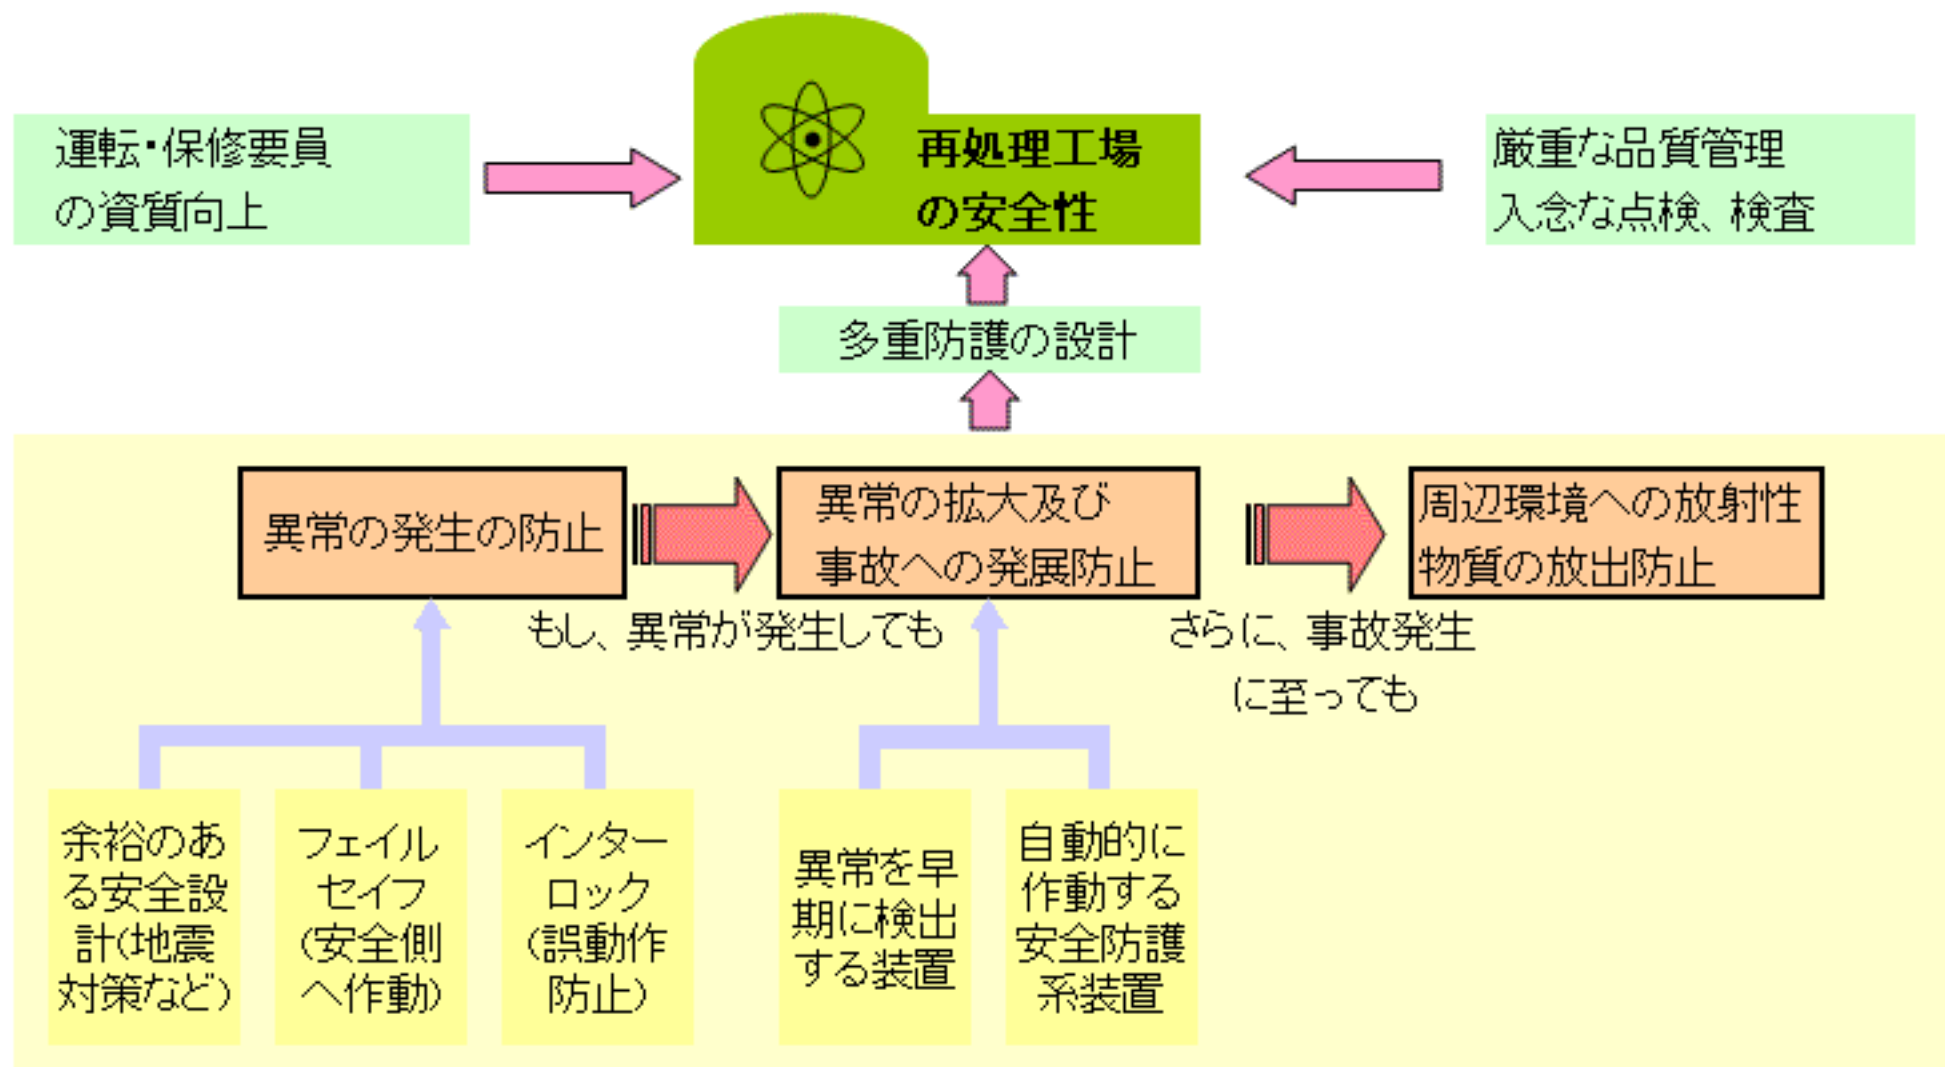 運転・保修要員
の資質向上
再処理工場
の安全性
厳重な品質管理
入念な点検、検査
多重防護の設計
異常の発生の防止
異常の拡大及び
事故への発展防止
周辺環境への放射性
物質の放出防止
もし、異常が発生しても
さらに、事故発生
に至っても
余裕のあ
る安全設
計(地震
対策など)
フェイル
セイフ
(安全側
へ作動)
インター
ロック
(誤動作
防止)
異常を早
期に検出
する装置
自動的に
作動する
安全防護
系装置